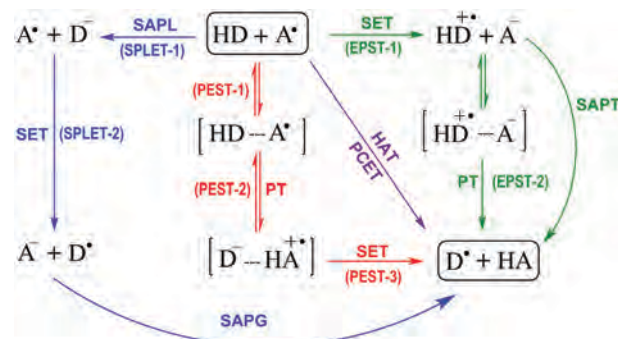 A• + D⁻
SAPL
(SPLET-1)
HD + A•
SET
(EPST-1)
HD⁺• + A⁻
(PEST-1)
SET
(SPLET-2)
[ HD --- A• ]
HAT
PCET
[ HD⁺• – A⁻ ]
SAPT
(PEST-2)
PT
PT
(EPST-2)
A⁻ + D•
[ D⁻ --- HA⁺• ]
SET
(PEST-3)
D• + HA
SAPG